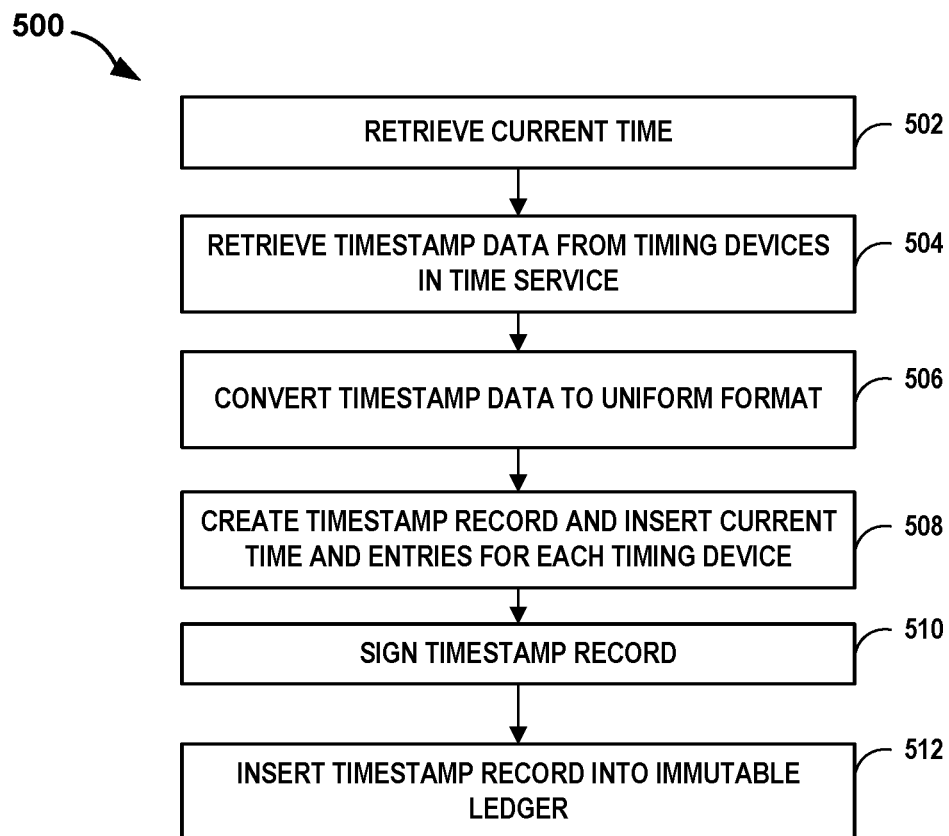 500
RETRIEVE CURRENT TIME
502
RETRIEVE TIMESTAMP DATA FROM TIMING DEVICES
IN TIME SERVICE
504
CONVERT TIMESTAMP DATA TO UNIFORM FORMAT
506
CREATE TIMESTAMP RECORD AND INSERT CURRENT
TIME AND ENTRIES FOR EACH TIMING DEVICE
508
SIGN TIMESTAMP RECORD
510
INSERT TIMESTAMP RECORD INTO IMMUTABLE
LEDGER
512